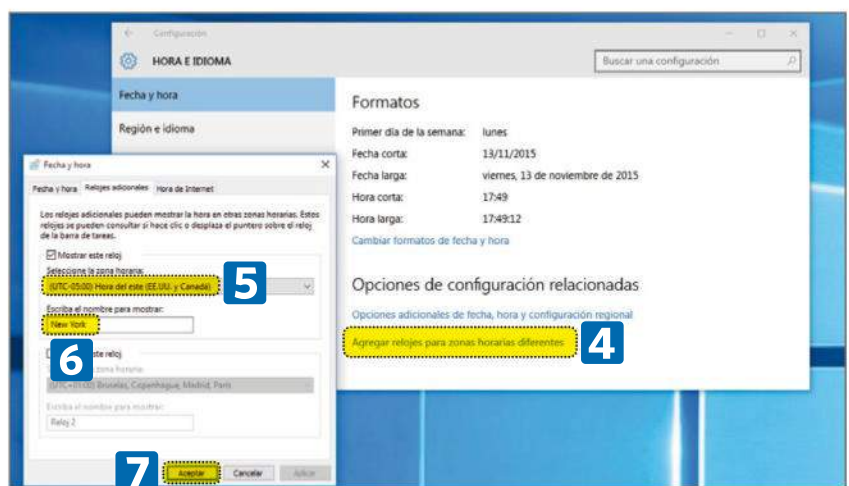 Configuración
HORA E IDIOMA
Buscar una configuración
Fecha y hora
Región e idioma
Formatos
Primer día de la semana: lunes
Fecha corta: 13/11/2015
Fecha larga: viernes, 13 de noviembre de 2015
Hora corta: 17:49
Hora larga: 17:49:12
Cambiar formatos de fecha y hora
Opciones de configuración relacionadas
Opciones adicionales de fecha, hora y configuración regional
Agregar relojes para zonas horarias diferentes
4
Fecha y hora
Fecha y hora Relojes adicionales Hora de Internet
Los relojes adicionales pueden mostrar la hora en otras zonas horarias. Estos
relojes se pueden consultar si hace clic o desplaza el puntero sobre el reloj
de la barra de tareas.
Mostrar este reloj
Seleccione la zona horaria:
(UTC-05:00) Hora del este (EE.UU. y Canadá)
5
Escriba el nombre para mostrar:
New York
6
este reloj
zona horaria:
(UTC+01:00) Bruselas, Copenhague, Madrid, París
Escriba el nombre para mostrar:
Reloj 2
7
Aceptar Cancelar Aplicar